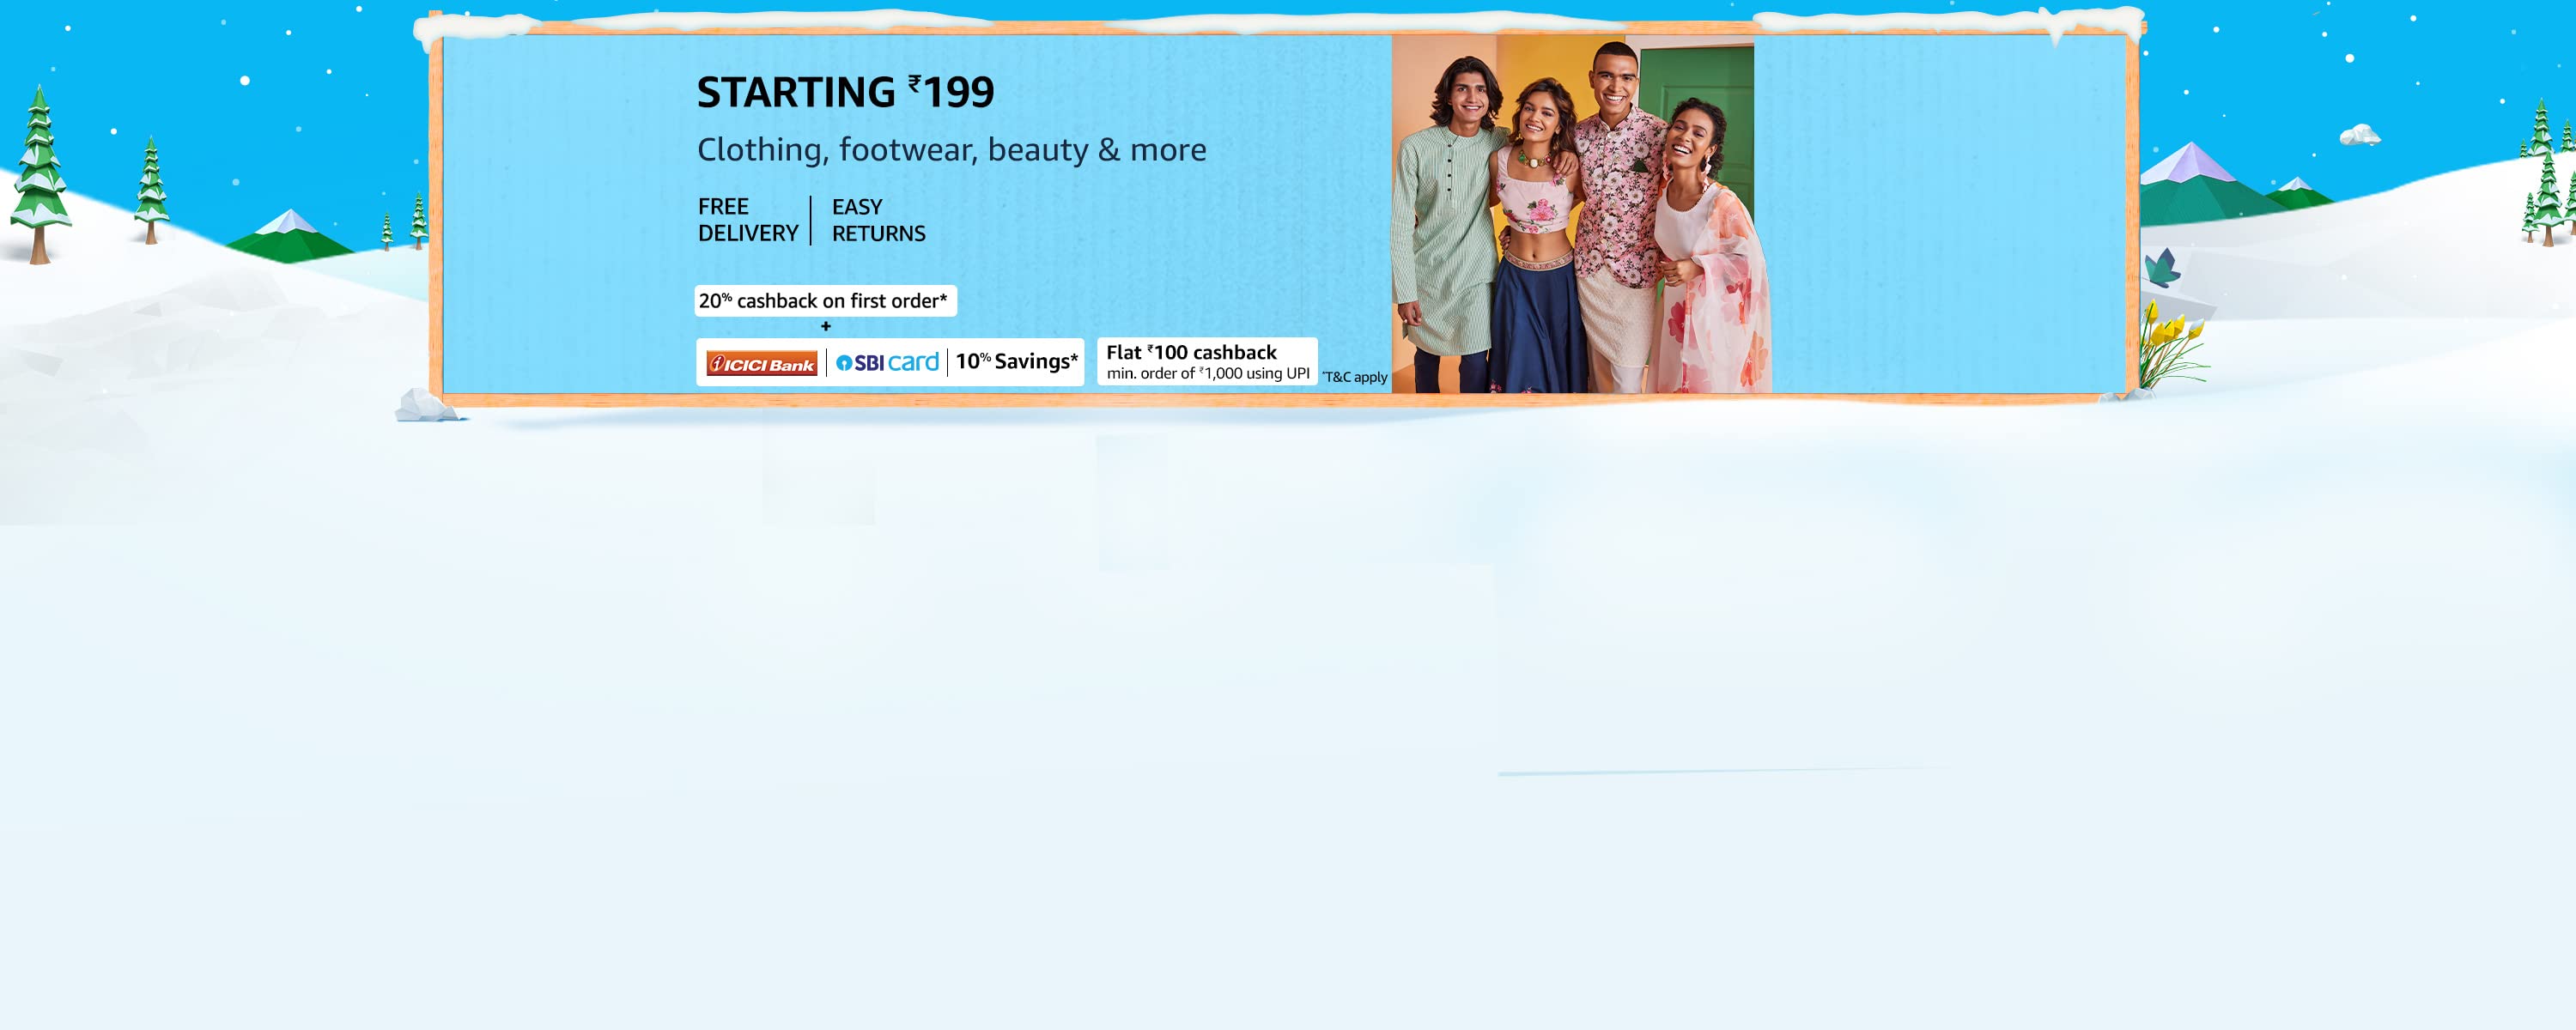 STARTING ₹199
Clothing, footwear, beauty & more
FREE DELIVERY
EASY RETURNS
20% cashback on first order*
+
ICICI Bank | SBI card | 10% Savings*
Flat ₹100 cashback
min. order of ₹1,000 using UPI
*T&C apply